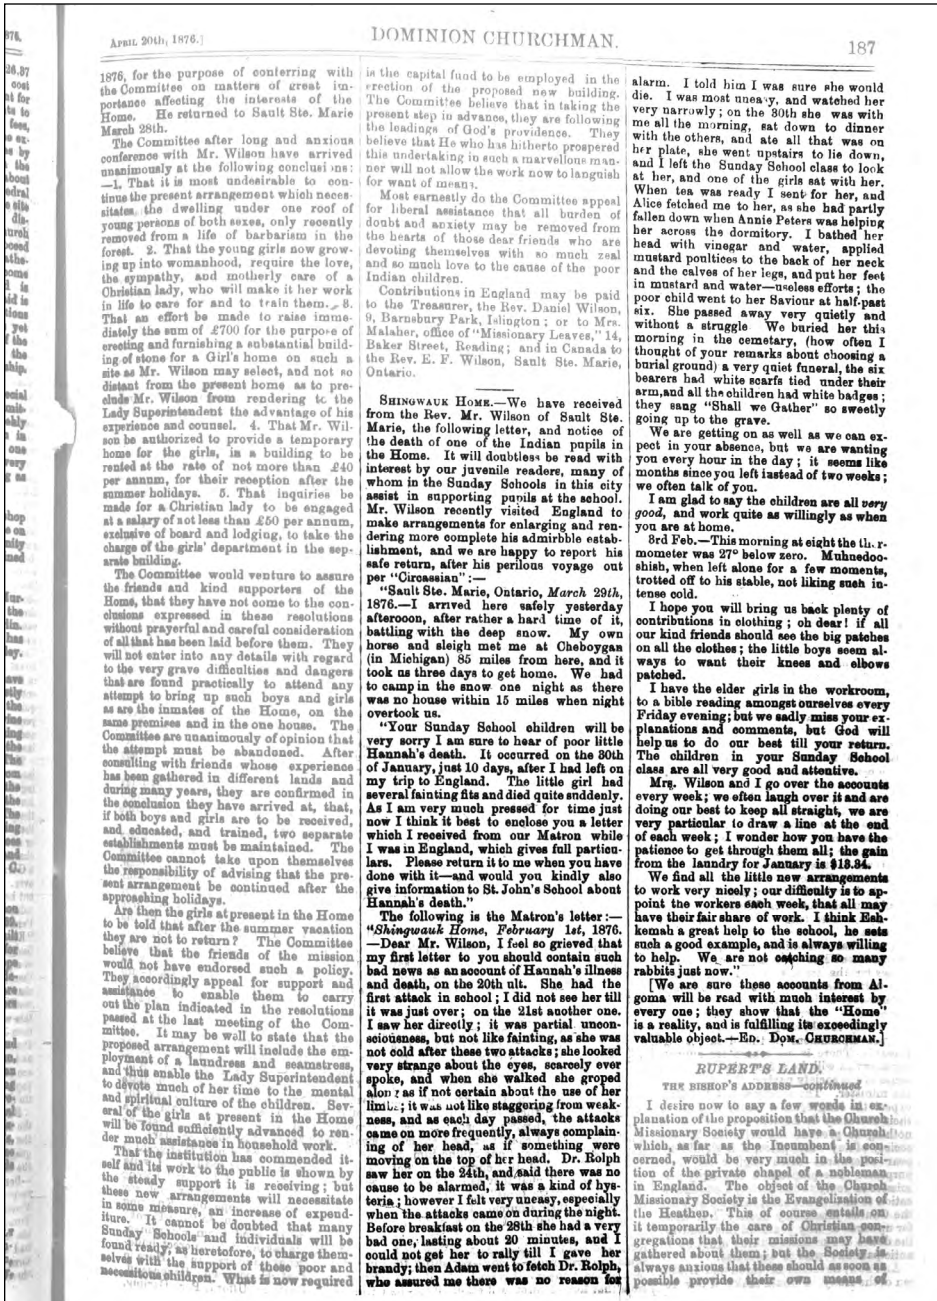 APRIL 20th, 1876.]
DOMINION CHURCHMAN.
187
1876, for the purpose of conferring with
the Committee on matters of great im-
portance affecting the interests of the
Home. He returned to Sault Ste. Marie
March 28th.
The Committee after long and anxious
conference with Mr. Wilson have arrived
unanimously at the following conclusions:
—1. That it is most undesirable to con-
tinue the present arrangement which neces-
sitates the dwelling under one roof of
young persons of both sexes, only recently
removed from a life of barbarism in the
forest. 2. That the young girls now grow-
ing up into womanhood, require the love,
the sympathy, and motherly care of a
Christian lady, who will make it her work
in life to care for and to train them. 3.
That an effort be made to raise imme-
diately the sum of £700 for the purpose of
erecting and furnishing a substantial build-
ing of stone for a Girl's home on such a
site as Mr. Wilson may select, and not so
distant from the present home as to pre-
clude Mr. Wilson from rendering to the
Lady Superintendent the advantage of his
experience and counsel. 4. That Mr. Wil-
son be authorized to provide a temporary
home for the girls, in a building to be
rented at the rate of not more than £40
per annum, for their reception after the
summer holidays. 5. That inquiries be
made for a Christian lady to be engaged
at a salary of not less than £50 per annum,
exclusive of board and lodging, to take the
charge of the girls' department in the sep-
arate building.
The Committee would venture to assure
the friends and kind supporters of the
Home, that they have not come to the con-
clusions expressed in these resolutions
without prayerful and careful consideration
of all that has been laid before them. They
will not enter into any details with regard
to the very grave difficulties and dangers
that are found practically to attend any
attempt to bring up such boys and girls
as are the inmates of the Home, on the
same premises and in the one house. The
Committee are unanimously of opinion that
the attempt must be abandoned. After
consulting with friends whose experience
has been gathered in different lands and
during many years, they are confirmed in
the conclusion they have arrived at, that,
if both boys and girls are to be received,
and educated, and trained, two separate
establishments must be maintained. The
Committee cannot take upon themselves
the responsibility of advising that the pre-
sent arrangement be continued after the
approaching holidays.
Are then the girls at present in the Home
to be told that after the summer vacation
they are not to return? The Committee
believe that the friends of the mission
would not have endorsed such a policy.
They accordingly appeal for support and
assistance to enable them to carry
out the plan indicated in the resolutions
passed at the last meeting of the Com-
mittee. It may be well to state that the
proposed arrangement will include the em-
ployment of a laundress and seamstress,
and thus enable the Lady Superintendent
to devote much of her time to the mental
and spiritual culture of the children. Sev-
eral of the girls at present in the Home
will be found sufficiently advanced to ren-
der much assistance in household work.
That the institution has commended it-
self and its work to the public is shown by
the steady support it is receiving; but
these new arrangements will necessitate
in some measure, an increase of expend-
iture. It cannot be doubted that many
Sunday Schools and individuals will be
found ready, as heretofore, to charge them-
selves with the support of these poor and
necessitous children. What is now required
is the capital fund to be employed in the
erection of the proposed new building.
The Committee believe that in taking the
present step in advance, they are following
the leadings of God's providence. They
believe that He who has hitherto prospered
this undertaking in such a marvellous man-
ner will not allow the work now to languish
for want of means.
Most earnestly do the Committee appeal
for liberal assistance that all burden of
doubt and anxiety may be removed from
the hearts of those dear friends who are
devoting themselves with so much zeal
and so much love to the cause of the poor
Indian children.
Contributions in England may be paid
to the Treasurer, the Rev. Daniel Wilson,
9, Barnsbury Park, Islington; or to Mrs.
Malaher, office of "Missionary Leaves," 14,
Baker Street, Reading; and in Canada to
the Rev. E. F. Wilson, Sault Ste. Marie,
Ontario.
SHINGWAUK HOME.—We have received
from the Rev. Mr. Wilson of Sault Ste.
Marie, the following letter, and notice of
the death of one of the Indian pupils in
the Home. It will doubtless be read with
interest by our juvenile readers, many of
whom in the Sunday Schools in this city
assist in supporting pupils at the school.
Mr. Wilson recently visited England to
make arrangements for enlarging and ren-
dering more complete his admirbble estab-
lishment, and we are happy to report his
safe return, after his perilous voyage out
per "Circassian":—
"Sault Ste. Marie, Ontario, March 29th,
1876.—I arrived here safely yesterday
afteroon, after rather a hard time of it,
battling with the deep snow. My own
horse and sleigh met me at Cheboygan
(in Michigan) 85 miles from here, and it
took us three days to get home. We had
to camp in the snow one night as there
was no house within 15 miles when night
overtook us.
"Your Sunday School children will be
very sorry I am sure to hear of poor little
Hannah's death. It occurred on the 30th
of January, just 10 days, after I had left on
my trip to England. The little girl had
several fainting fits and died quite suddenly.
As I am very much pressed for time just
now I think it best to enclose you a letter
which I received from our Matron while
I was in England, which gives full particu-
lars. Please return it to me when you have
done with it—and would you kindly also
give information to St. John's School about
Hannah's death."
The following is the Matron's letter:—
"Shingwauk Home, February 1st, 1876.
—Dear Mr. Wilson, I feel so grieved that
my first letter to you should contain such
bad news as an account of Hannah's illness
and death, on the 20th ult. She had the
first attack in school; I did not see her till
it was just over; on the 21st another one.
I saw her directly; it was partial uncon-
sciousness, but not like fainting, as she was
not cold after these two attacks; she looked
very strange about the eyes, scarcely ever
spoke, and when she walked she groped
along as if not certain about the use of her
limbs; it was not like staggering from weak-
ness, and as each day passed, the attacks
came on more frequently, always complain-
ing of her head, as if something were
moving on the top of her head. Dr. Rolph
saw her on the 24th, and said there was no
cause to be alarmed, it was a kind of hys-
teria; however I felt very uneasy, especially
when the attacks came on during the night.
Before breakfast on the 28th she had a very
bad one, lasting about 20 minutes, and I
could not get her to rally till I gave her
brandy; then Adam went to fetch Dr. Rolph,
who assured me there was no reason for
alarm. I told him I was sure she would
die. I was most uneasy, and watched her
very narrowly; on the 30th she was with
me all the morning, sat down to dinner
with the others, and ate all that was on
her plate, she went upstairs to lie down,
and I left the Sunday School class to look
at her, and one of the girls sat with her.
When tea was ready I sent for her, and
Alice fetched me to her, as she had partly
fallen down when Annie Peters was helping
her across the dormitory. I bathed her
head with vinegar and water, applied
mustard poultices to the back of her neck
and the calves of her legs, and put her feet
in mustard and water—useless efforts; the
poor child went to her Saviour at half-past
six. She passed away very quietly and
without a struggle We buried her this
morning in the cemetary, (how often I
thought of your remarks about choosing a
burial ground) a very quiet funeral, the six
bearers had white scarfs tied under their
arm,and all the children had white badges;
they sang "Shall we Gather" so sweetly
going up to the grave.
We are getting on as well as we can ex-
pect in your absence, but we are wanting
you every hour in the day; it seems like
months since you left instead of two weeks;
we often talk of you.
I am glad to say the children are all very
good, and work quite as willingly as when
you are at home.
3rd Feb.—This morning at eight the ther-
mometer was 27° below zero. Muhnedoo-
shish, when left alone for a few moments,
trotted off to his stable, not liking such in-
tense cold.
I hope you will bring us back plenty of
contributions in clothing; oh dear! if all
our kind friends should see the big patches
on all the clothes; the little boys seem al-
ways to want their knees and elbows
patched.
I have the elder girls in the workroom,
to a bible reading amongst ourselves every
Friday evening; but we sadly miss your ex-
planations and comments, but God will
help us to do our best till your return.
The children in your Sunday School
class are all very good and attentive.
Mrs. Wilson and I go over the accounts
every week; we often laugh over it and are
doing our best to keep all straight, we are
very particular to draw a line at the end
of each week; I wonder how you have the
patience to get through them all; the gain
from the laundry for January is $18.84.
We find all the little new arrangements
to work very nicely; our difficulty is to ap-
point the workers each week, that all may
have their fair share of work. I think Esh-
kemah a great help to the school, he sets
such a good example, and is always willing
to help. We are not catching so many
rabbits just now."
[We are sure these accounts from Al-
goma will be read with much interest by
every one; they show that the "Home"
is a reality, and is fulfilling its exceedingly
valuable object.—ED. DOM. CHURCHMAN.]
RUPERT'S LAND.
THE BISHOP'S ADDRESS—continued
I desire now to say a few words in ex-
planation of the proposition that the Church
Missionary Society would have a Church
which, as far as the Incumbent is con-
cerned, would be very much in the posi-
tion of the private chapel of a nobleman
in England. The object of the Church
Missionary Society is the Evangelization of
the Heathen. This of course entails on
it temporarily the care of Christian con-
gregations that their missions may have
gathered about them; but the Society is
always anxious that these should as soon as
possible provide their own means of